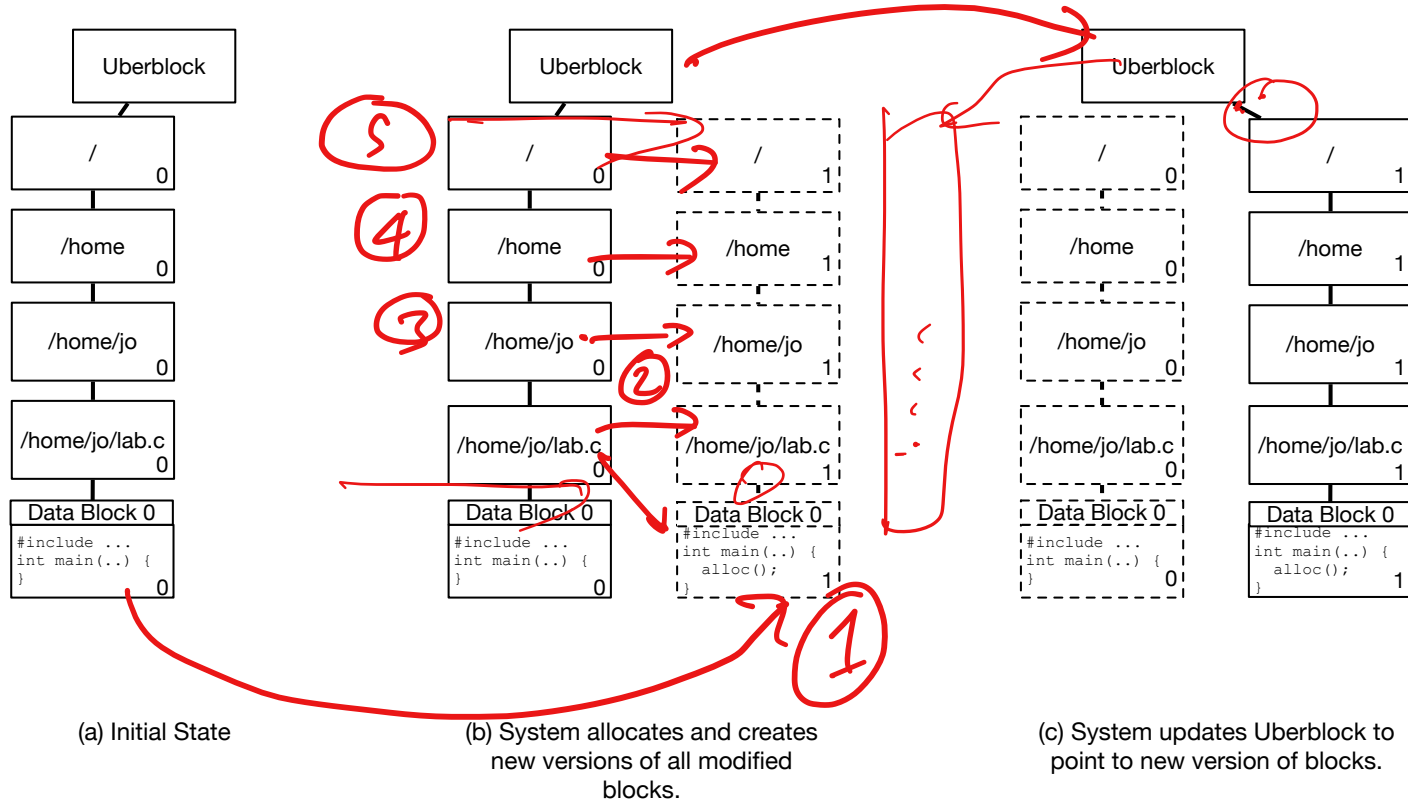 Uberblock
/
0
/home
0
/home/jo
0
/home/jo/lab.c
0
Data Block 0
#include ...
int main(..) {
}
0
(a) Initial State
Uberblock
5
/
0
/
1
4
/home
0
/home
1
3
/home/jo
0
/home/jo
1
2
/home/jo/lab.c
0
/home/jo/lab.c
1
Data Block 0
#include ...
int main(..) {
}
0
Data Block 0
#include ...
int main(..) {
  alloc();
}
1
1
(b) System allocates and creates
new versions of all modified
blocks.
Uberblock
/
0
/
1
/home
0
/home
1
/home/jo
0
/home/jo
1
/home/jo/lab.c
0
/home/jo/lab.c
1
Data Block 0
#include ...
int main(..) {
}
0
Data Block 0
#include ...
int main(..) {
  alloc();
}
1
(c) System updates Uberblock to
point to new version of blocks.